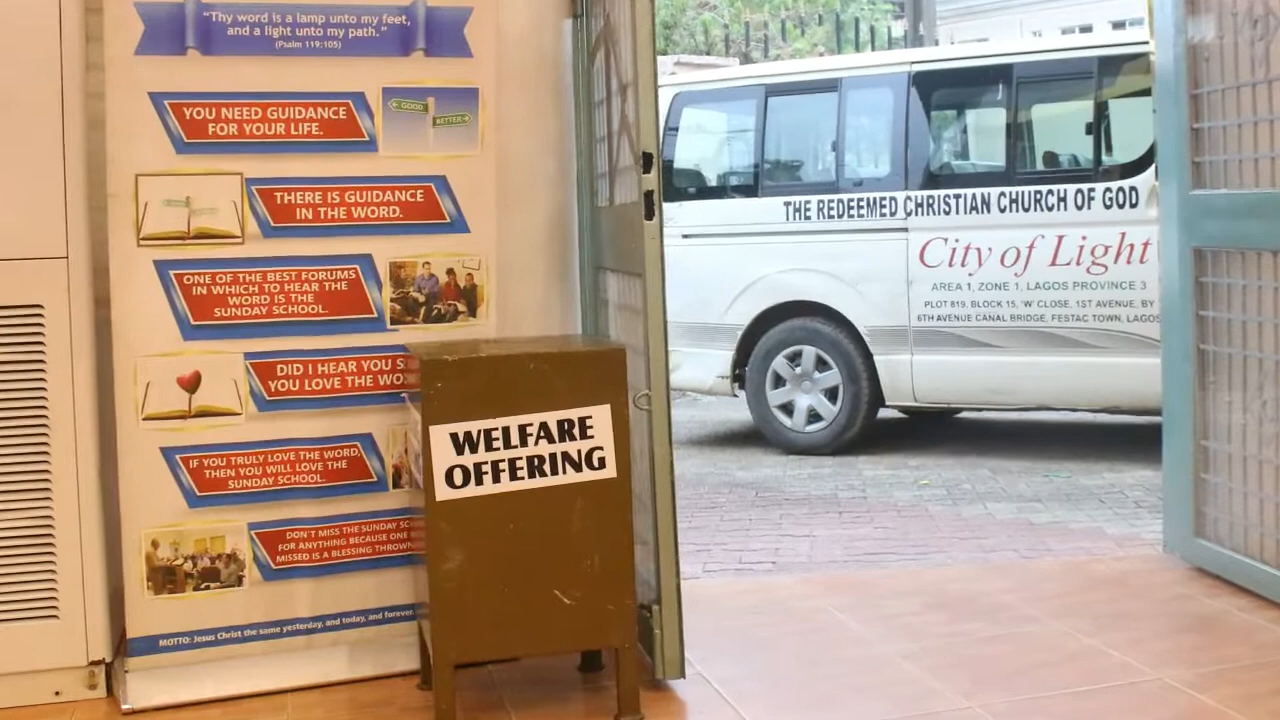 "Thy word is a lamp unto my feet,
and a light unto my path."
(Psalm 119:105)
YOU NEED GUIDANCE
FOR YOUR LIFE.
GOOD
BETTER
THERE IS GUIDANCE
IN THE WORD.
ONE OF THE BEST FORUMS
IN WHICH TO HEAR THE
WORD IS THE
SUNDAY SCHOOL.
DID I HEAR YOU
YOU LOVE THE
IF YOU TRULY LOVE THE WORD,
THEN YOU WILL LOVE THE
SUNDAY SCHOOL.
DON'T MISS THE SUNDAY
FOR ANYTHING BECAUSE ONE
MISSED IS A BLESSING THROWN
MOTTO: Jesus Christ the same yesterday, and today, and forever.
WELFARE
OFFERING
THE REDEEMED CHRISTIAN CHURCH OF GOD
City of Light
AREA 1, ZONE 1, LAGOS PROVINCE 3
PLOT 819, BLOCK 15, 'W' CLOSE, 1ST AVENUE, BY
6TH AVENUE CANAL BRIDGE, FESTAC TOWN, LAGOS